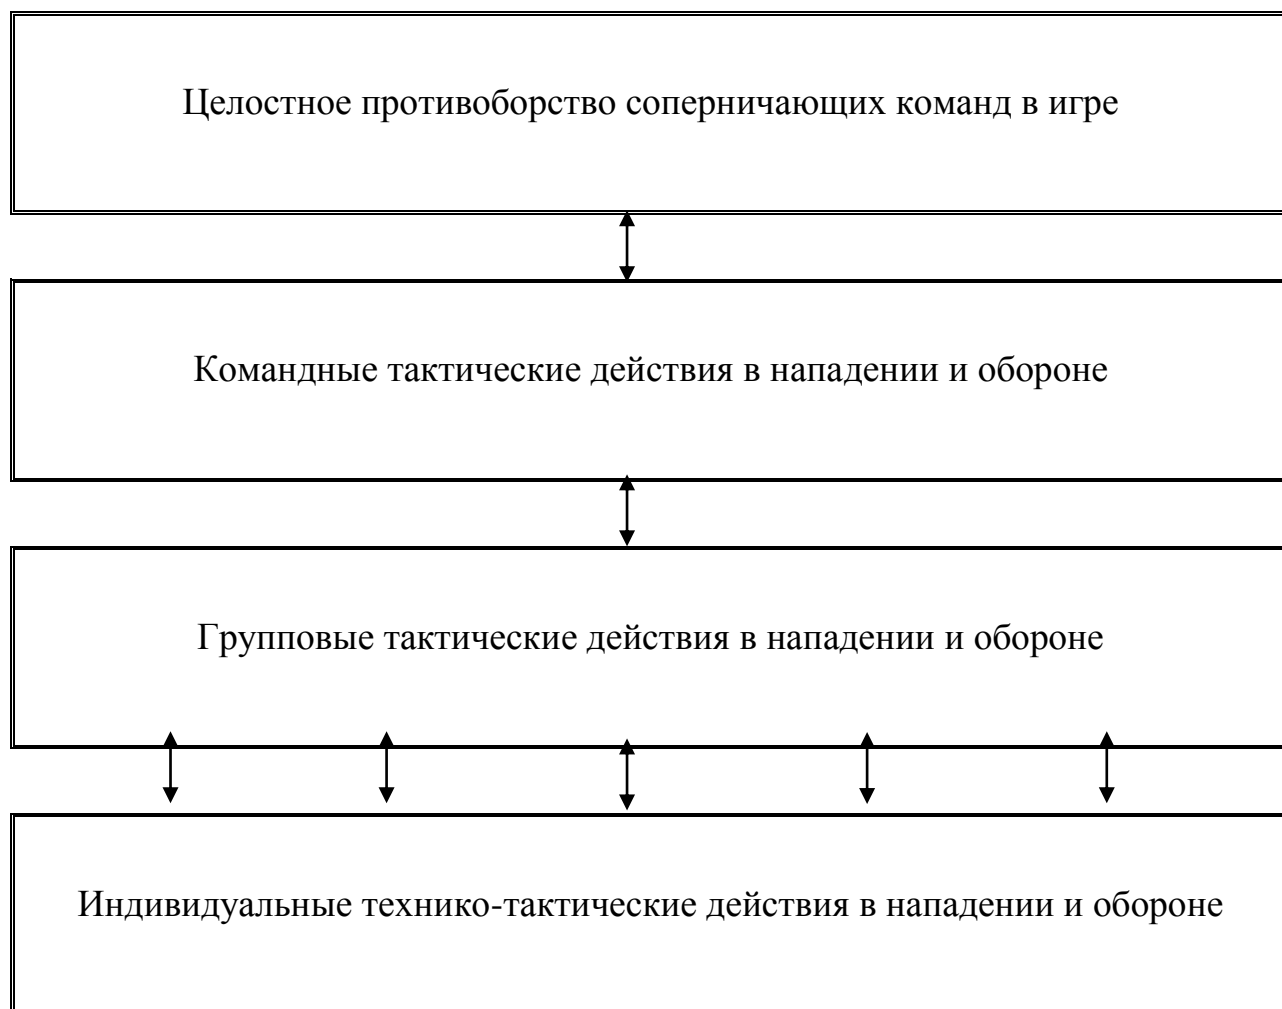 Целостное противоборство соперничающих команд в игре
Командные тактические действия в нападении и обороне
Групповые тактические действия в нападении и обороне
Индивидуальные технико-тактические действия в нападении и обороне